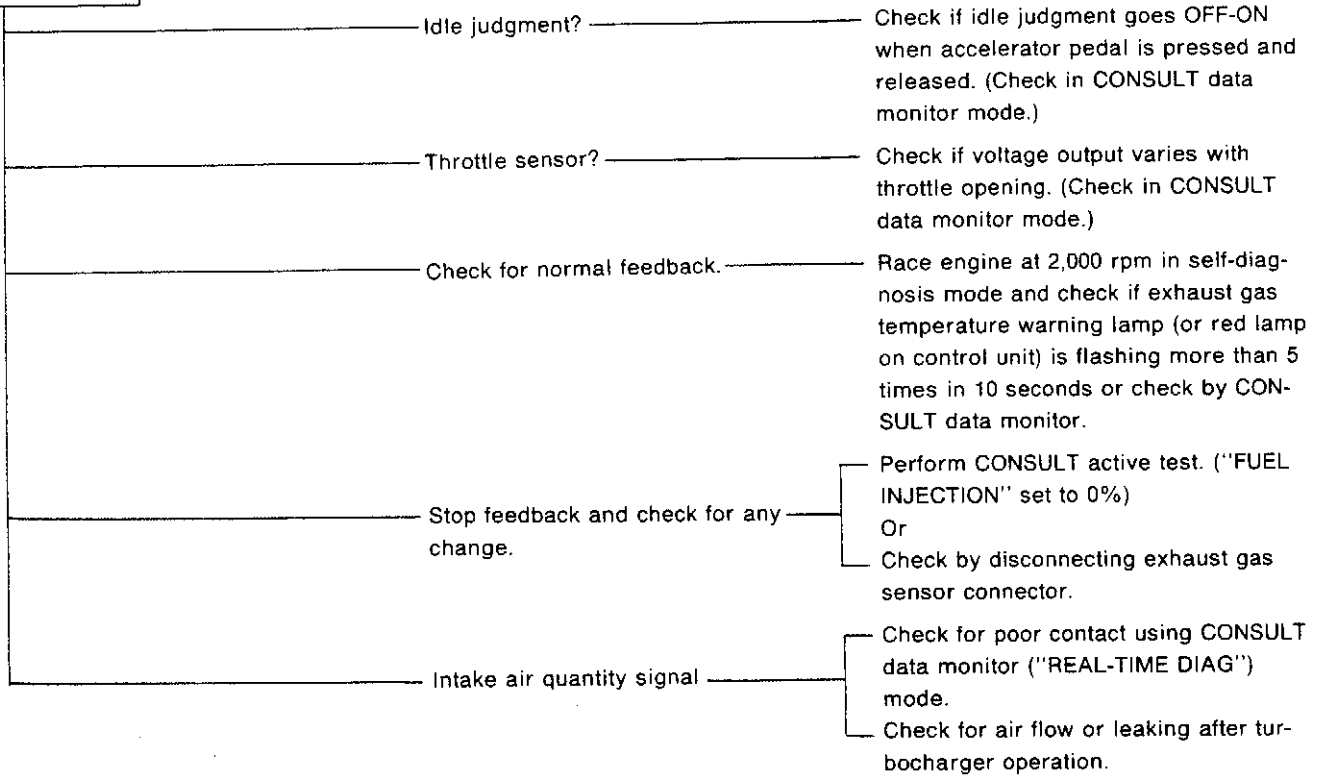 Idle judgment?
Check if idle judgment goes OFF-ON
when accelerator pedal is pressed and
released. (Check in CONSULT data
monitor mode.)
Throttle sensor?
Check if voltage output varies with
throttle opening. (Check in CONSULT
data monitor mode.)
Check for normal feedback.
Race engine at 2,000 rpm in self-diag-
nosis mode and check if exhaust gas
temperature warning lamp (or red lamp
on control unit) is flashing more than 5
times in 10 seconds or check by CON-
SULT data monitor.
Stop feedback and check for any
change.
Perform CONSULT active test. ("FUEL
INJECTION" set to 0%)
Or
Check by disconnecting exhaust gas
sensor connector.
Intake air quantity signal
Check for poor contact using CONSULT
data monitor ("REAL-TIME DIAG")
mode.
Check for air flow or leaking after tur-
bocharger operation.